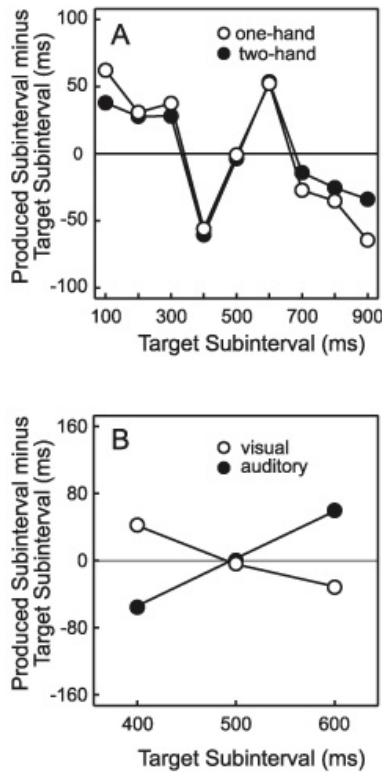 A
one-hand
two-hand
Produced Subinterval minus
Target Subinterval (ms)
100
50
0
-50
-100
100 300 500 700 900
Target Subinterval (ms)
B
visual
auditory
Produced Subinterval minus
Target Subinterval (ms)
160
80
0
-80
-160
400 500 600
Target Subinterval (ms)